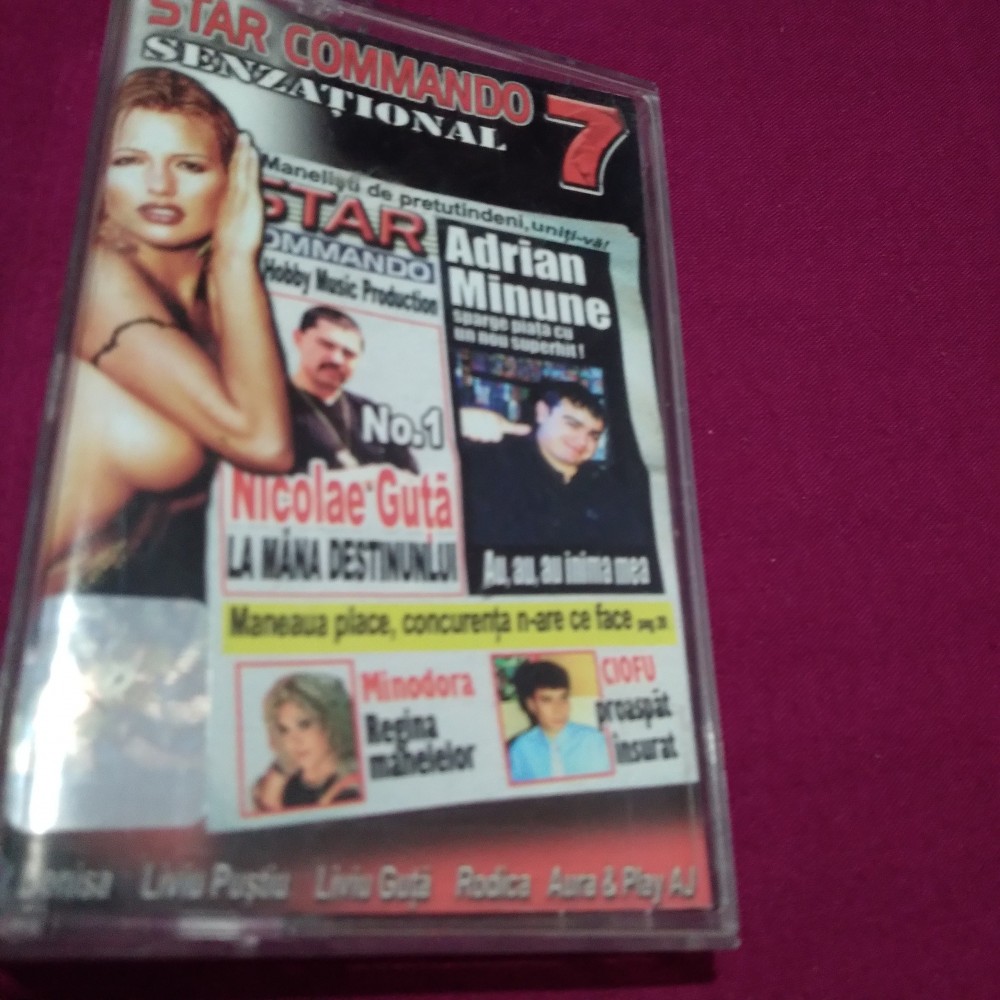 STAR COMMANDO
7
SENZAȚIONAL
Maneliști de pretutindeni, uniți-vă!
STAR
COMMANDO
Hobby Music Production
Adrian
Minune
sparge piața cu
un nou superhit!
No.1
Nicolae Guță
LA MÂNA DESTINUNLUI
Au, au, au inima mea
Maneaua place, concurența n-are ce face
Minodora
Regina
manelelor
CIOFU
proaspăt
însurat
Denisa Liviu Puștiu Liviu Guță Rodica Aura & Play AJ